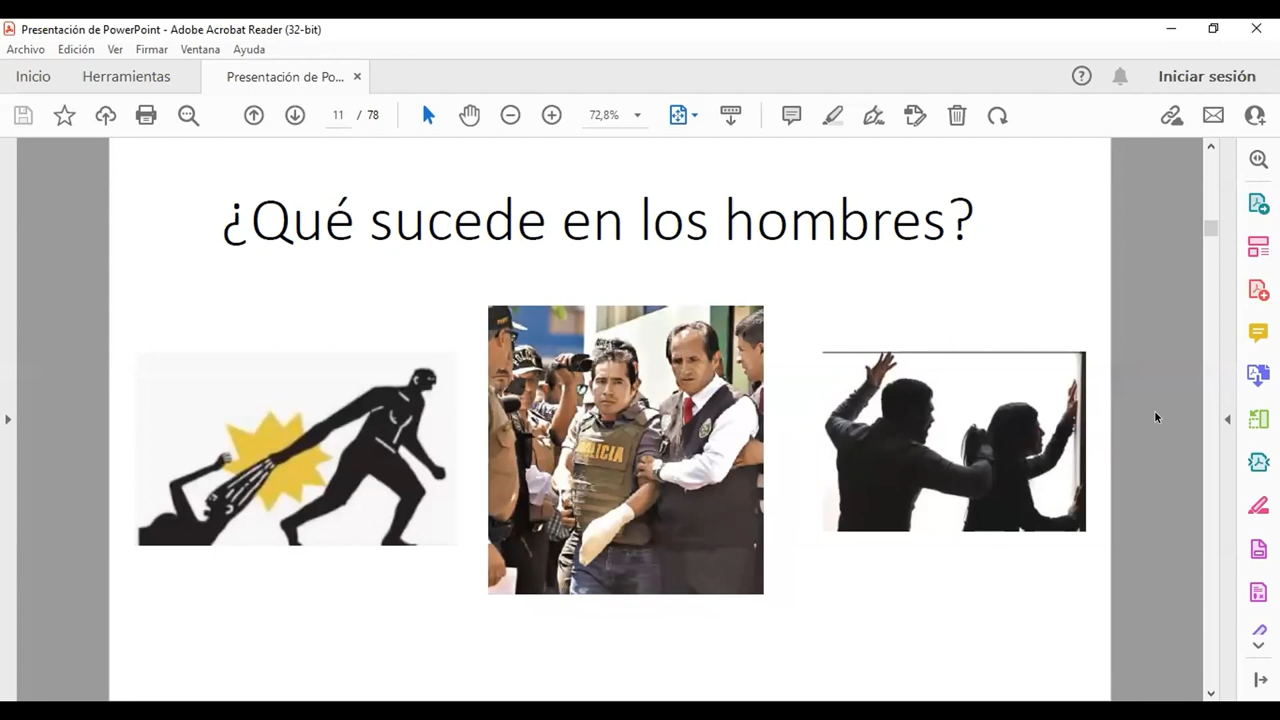 Presentación de PowerPoint - Adobe Acrobat Reader (32-bit)
Archivo Edición Ver Firmar Ventana Ayuda
Inicio Herramientas Presentación de Po... Iniciar sesión
11 / 78 72,8%
¿Qué sucede en los hombres?
POLICIA